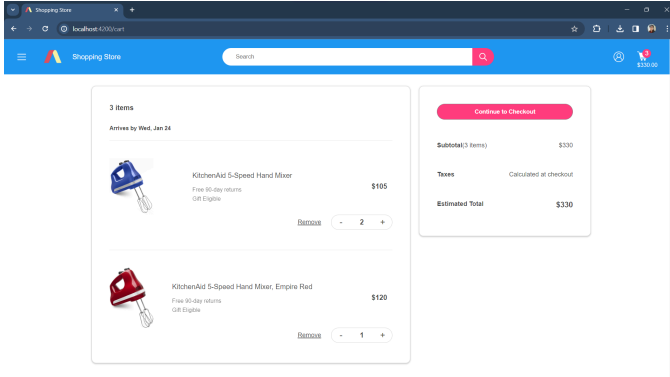 Shopping Store
localhost:4200/cart
Shopping Store
Search
3
$330.00
3 items
Arrives by Wed, Jan 24
KitchenAid 5-Speed Hand Mixer
Free 90-day returns
Gift Eligible
$105
Remove
- 2 +
KitchenAid 5-Speed Hand Mixer, Empire Red
Free 90-day returns
Gift Eligible
$120
Remove
- 1 +
Continue to Checkout
Subtotal(3 items) $330
Taxes Calculated at checkout
Estimated Total $330